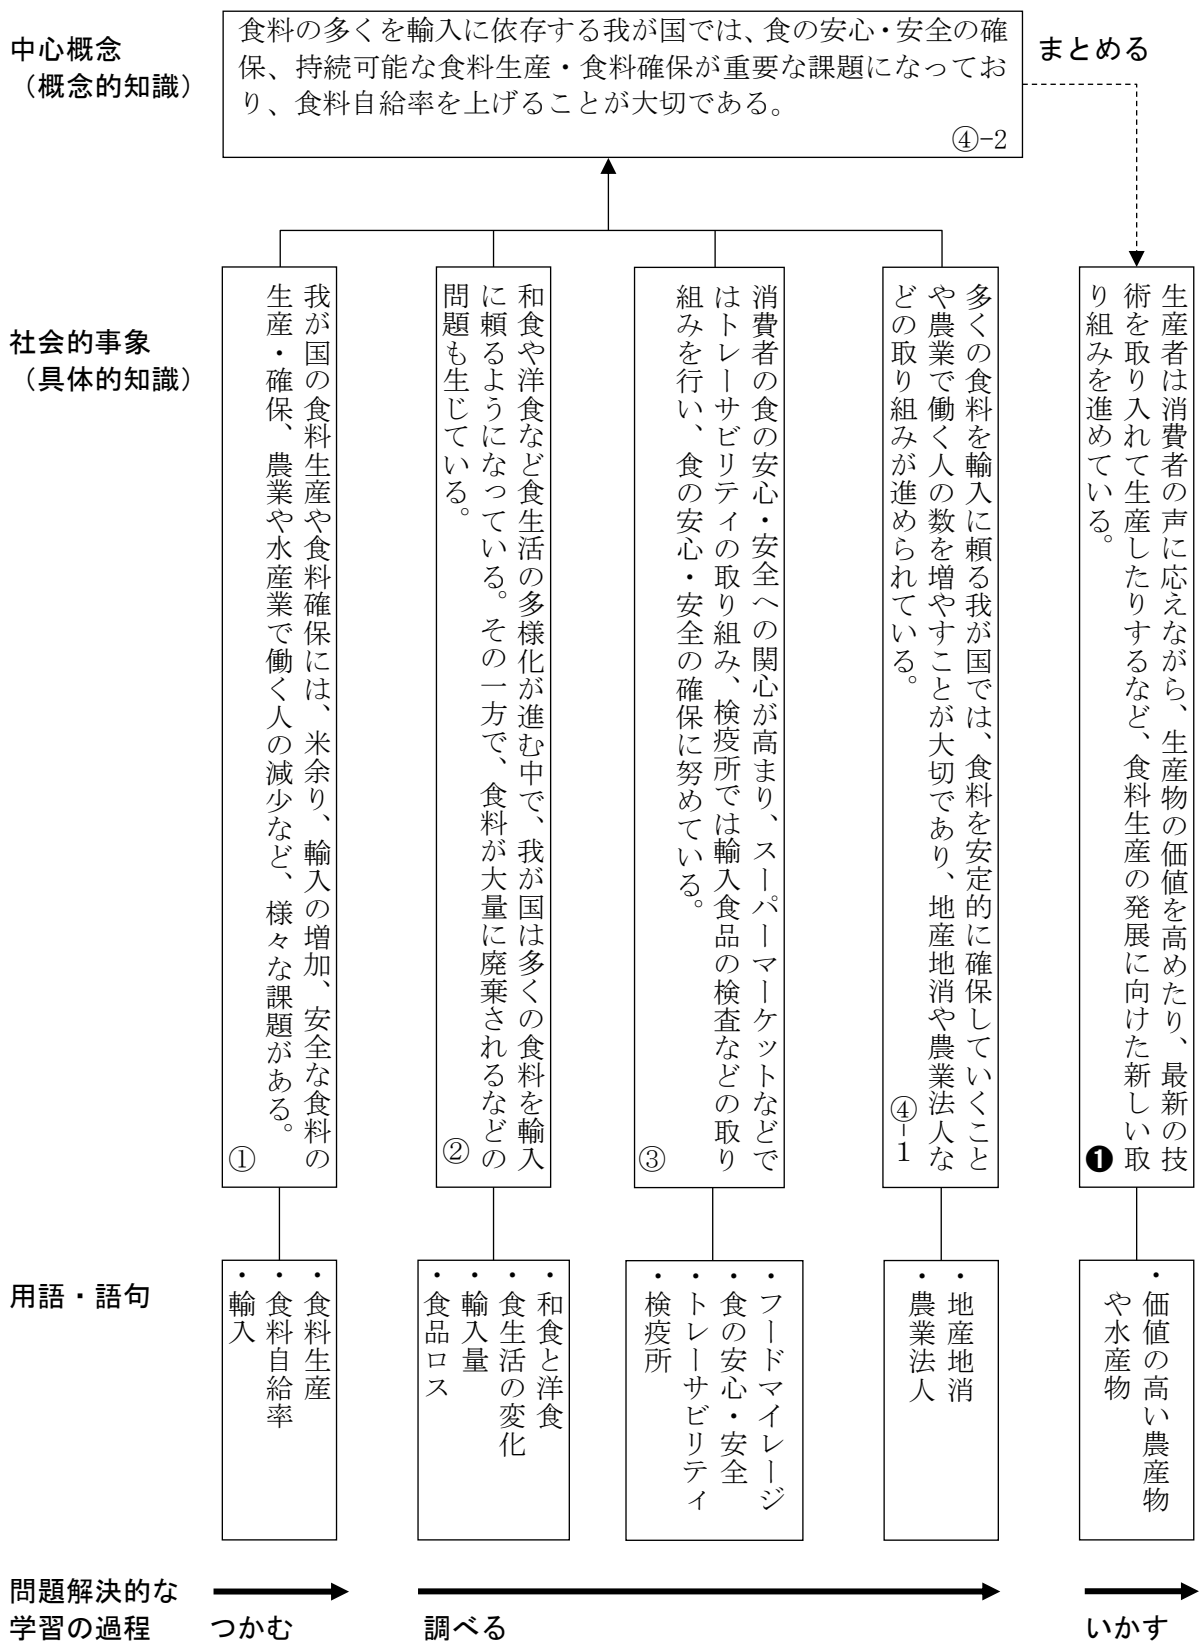 中心概念
（概念的知識）
食料の多くを輸入に依存する我が国では、食の安心・安全の確
保、持続可能な食料生産・食料確保が重要な課題になってお
り、食料自給率を上げることが大切である。
④-2
まとめる
社会的事象
（具体的知識）
我が国の食料生産や食料確保には、米余り、輸入の増加、安全な食料の
生産・確保、農業や水産業で働く人の減少など、様々な課題がある。
①
和食や洋食など食生活の多様化が進む中で、我が国は多くの食料を輸入
に頼るようになっている。その一方で、食料が大量に廃棄されるなどの
問題も生じている。
②
消費者の食の安心・安全への関心が高まり、スーパーマーケットなどで
はトレーサビリティの取り組み、検疫所では輸入食品の検査などの取り
組みを行い、食の安心・安全の確保に努めている。
③
多くの食料を輸入に頼る我が国では、食料を安定的に確保していくこと
や農業で働く人の数を増やすことが大切であり、地産地消や農業法人な
どの取り組みが進められている。
④-1
生産者は消費者の声に応えながら、生産物の価値を高めたり、最新の技
術を取り入れて生産したりするなど、食料生産の発展に向けた新しい取
り組みを進めている。
❶
用語・語句
・食料生産
・食料自給率
・輸入
・和食と洋食
・食生活の変化
・輸入量
・食品ロス
・フードマイレージ
・食の安心・安全
・トレーサビリティ
・検疫所
・地産地消
・農業法人
・価値の高い農産物
や水産物
問題解決的な
学習の過程
つかむ
調べる
いかす